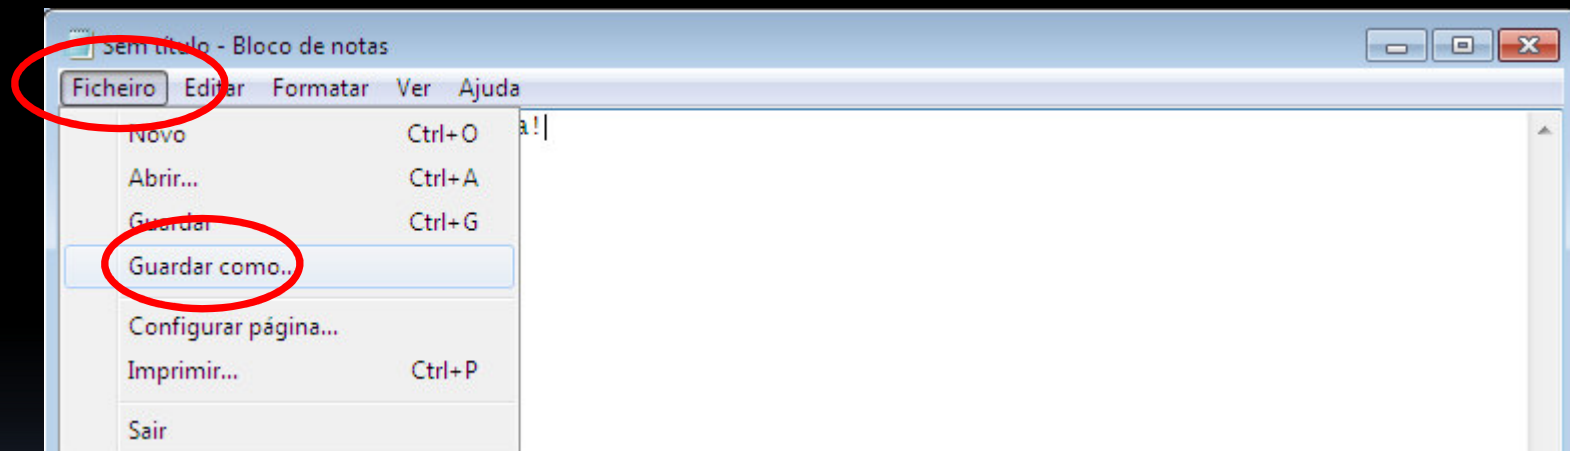 Sem título - Bloco de notas
Ficheiro Editar Formatar Ver Ajuda
Novo Ctrl+O
a!
Abrir... Ctrl+A
Guardar Ctrl+G
Guardar como...
Configurar página...
Imprimir... Ctrl+P
Sair